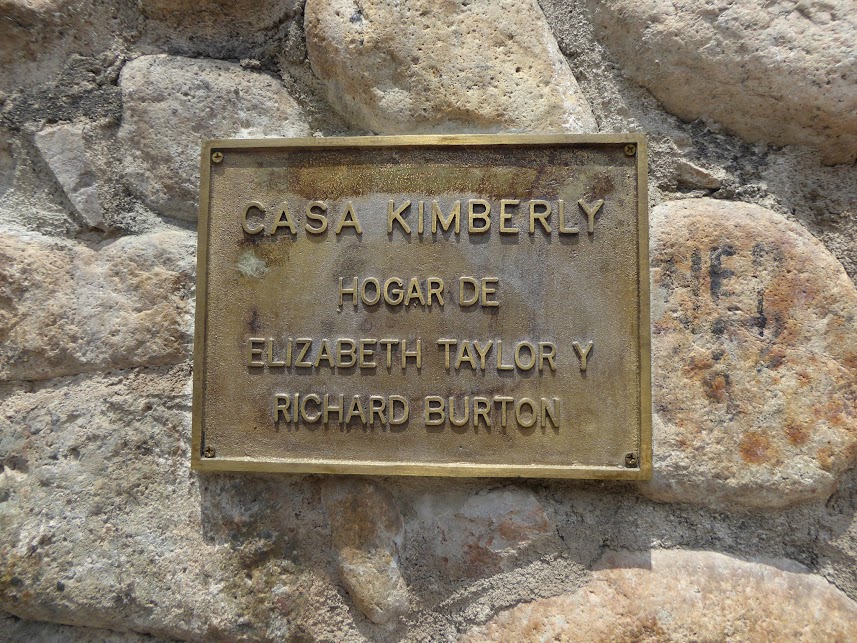 CASA KIMBERLY
HOGAR DE
ELIZABETH TAYLOR Y
RICHARD BURTON